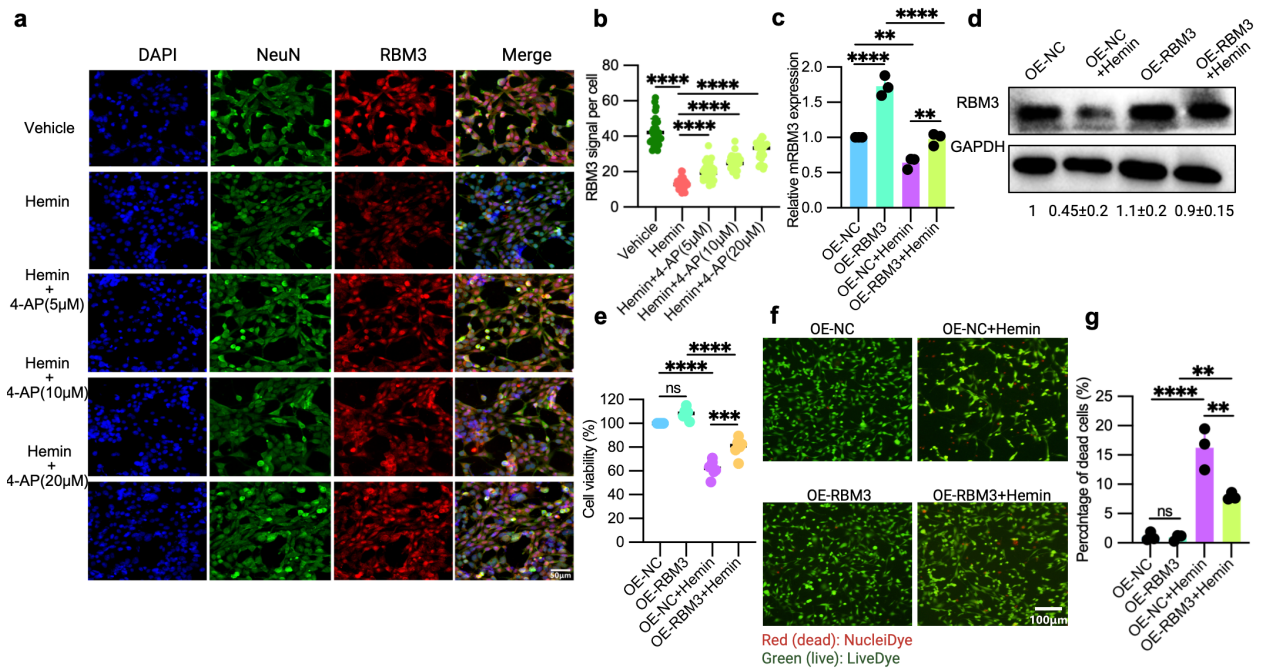 a
DAPI NeuN RBM3 Merge
Vehicle
Hemin
Hemin
+
4-AP(5μM)
Hemin
+
4-AP(10μM)
Hemin
+
4-AP(20μM)
50μm
b
RBM3 signal per cell
80
60
40
20
0
**** ****
****
****
Vehicle
Hemin
Hemin+4-AP(5μM)
Hemin+4-AP(10μM)
Hemin+4-AP(20μM)
c
Relative mRBM3 expression
2.0
1.5
1.0
0.5
0.0
****
**
****
**
OE-NC
OE-RBM3
OE-NC+Hemin
OE-RBM3+Hemin
d
OE-NC
OE-NC
+Hemin
OE-RBM3
OE-RBM3
+Hemin
RBM3
GAPDH
1 0.45±0.2 1.1±0.2 0.9±0.15
e
Cell viability (%)
120
100
80
60
40
20
0
****
****
ns
***
OE-NC
OE-RBM3
OE-NC+Hemin
OE-RBM3+Hemin
f
OE-NC OE-NC+Hemin
OE-RBM3 OE-RBM3+Hemin
100μm
Red (dead): NucleiDye
Green (live): LiveDye
g
Percdntage of dead cells (%)
25
20
15
10
5
0
**
****
**
ns
OE-NC
OE-RBM3
OE-NC+Hemin
OE-RBM3+Hemin